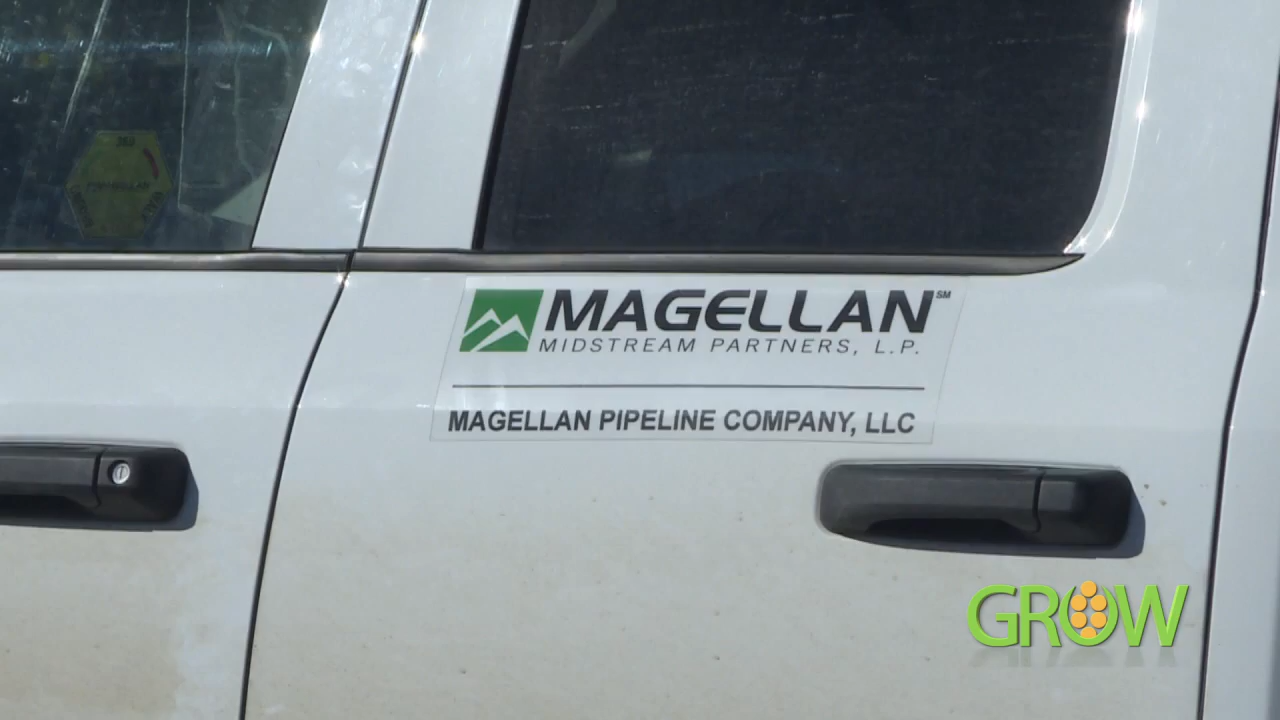 MAGELLAN SM
MIDSTREAM PARTNERS, L.P.
MAGELLAN PIPELINE COMPANY, LLC
GROW